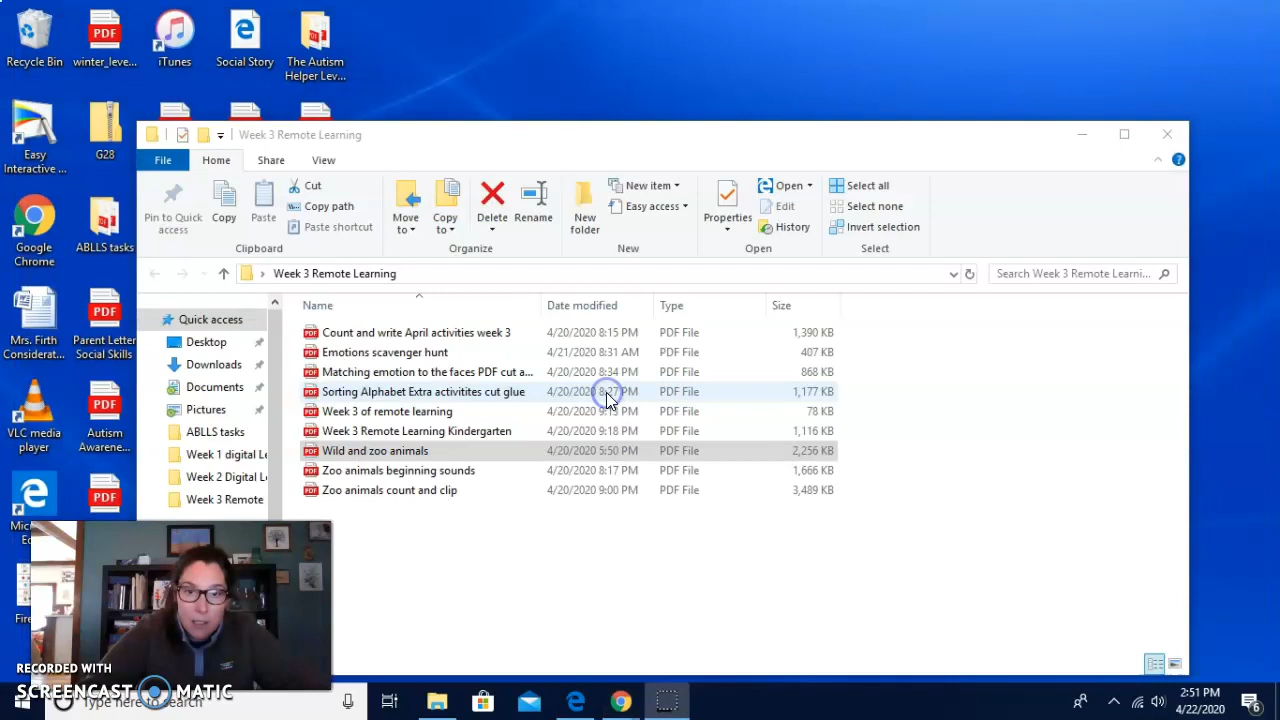 Recycle Bin
winter_leve...
iTunes
Social Story
The Autism
Helper Lev...
Easy
Interactive ...
G28
Google
Chrome
ABLLS tasks
Mrs. Firth
Considerat...
Parent Letter
Social Skills
VLC media
player
Autism
Awarene...
Week 3 Remote Learning
File
Home
Share
View
Pin to Quick
access
Copy
Paste
Cut
Copy path
Paste shortcut
Clipboard
Move
to
Copy
to
Delete
Rename
Organize
New
folder
New item
Easy access
New
Properties
Open
Edit
History
Open
Select all
Select none
Invert selection
Select
Week 3 Remote Learning
Search Week 3 Remote Learni...
Quick access
Desktop
Downloads
Documents
Pictures
ABLLS tasks
Week 1 digital Le
Week 2 Digital Le
Week 3 Remote
Name Date modified Type Size
Count and write April activities week 3 4/20/2020 8:15 PM PDF File 1,390 KB
Emotions scavenger hunt 4/21/2020 8:31 AM PDF File 407 KB
Matching emotion to the faces PDF cut a... 4/20/2020 8:34 PM PDF File 868 KB
Sorting Alphabet Extra activitites cut glue 4/20/2020 8:27 PM PDF File 1,177 KB
Week 3 of remote learning 4/20/2020 9:13 PM PDF File 78 KB
Week 3 Remote Learning Kindergarten 4/20/2020 9:18 PM PDF File 1,116 KB
Wild and zoo animals 4/20/2020 5:50 PM PDF File 2,256 KB
Zoo animals beginning sounds 4/20/2020 8:17 PM PDF File 1,666 KB
Zoo animals count and clip 4/20/2020 9:00 PM PDF File 3,489 KB
RECORDED WITH
SCREENCAST MATIC
Type here to search
2:51 PM
4/22/2020
6